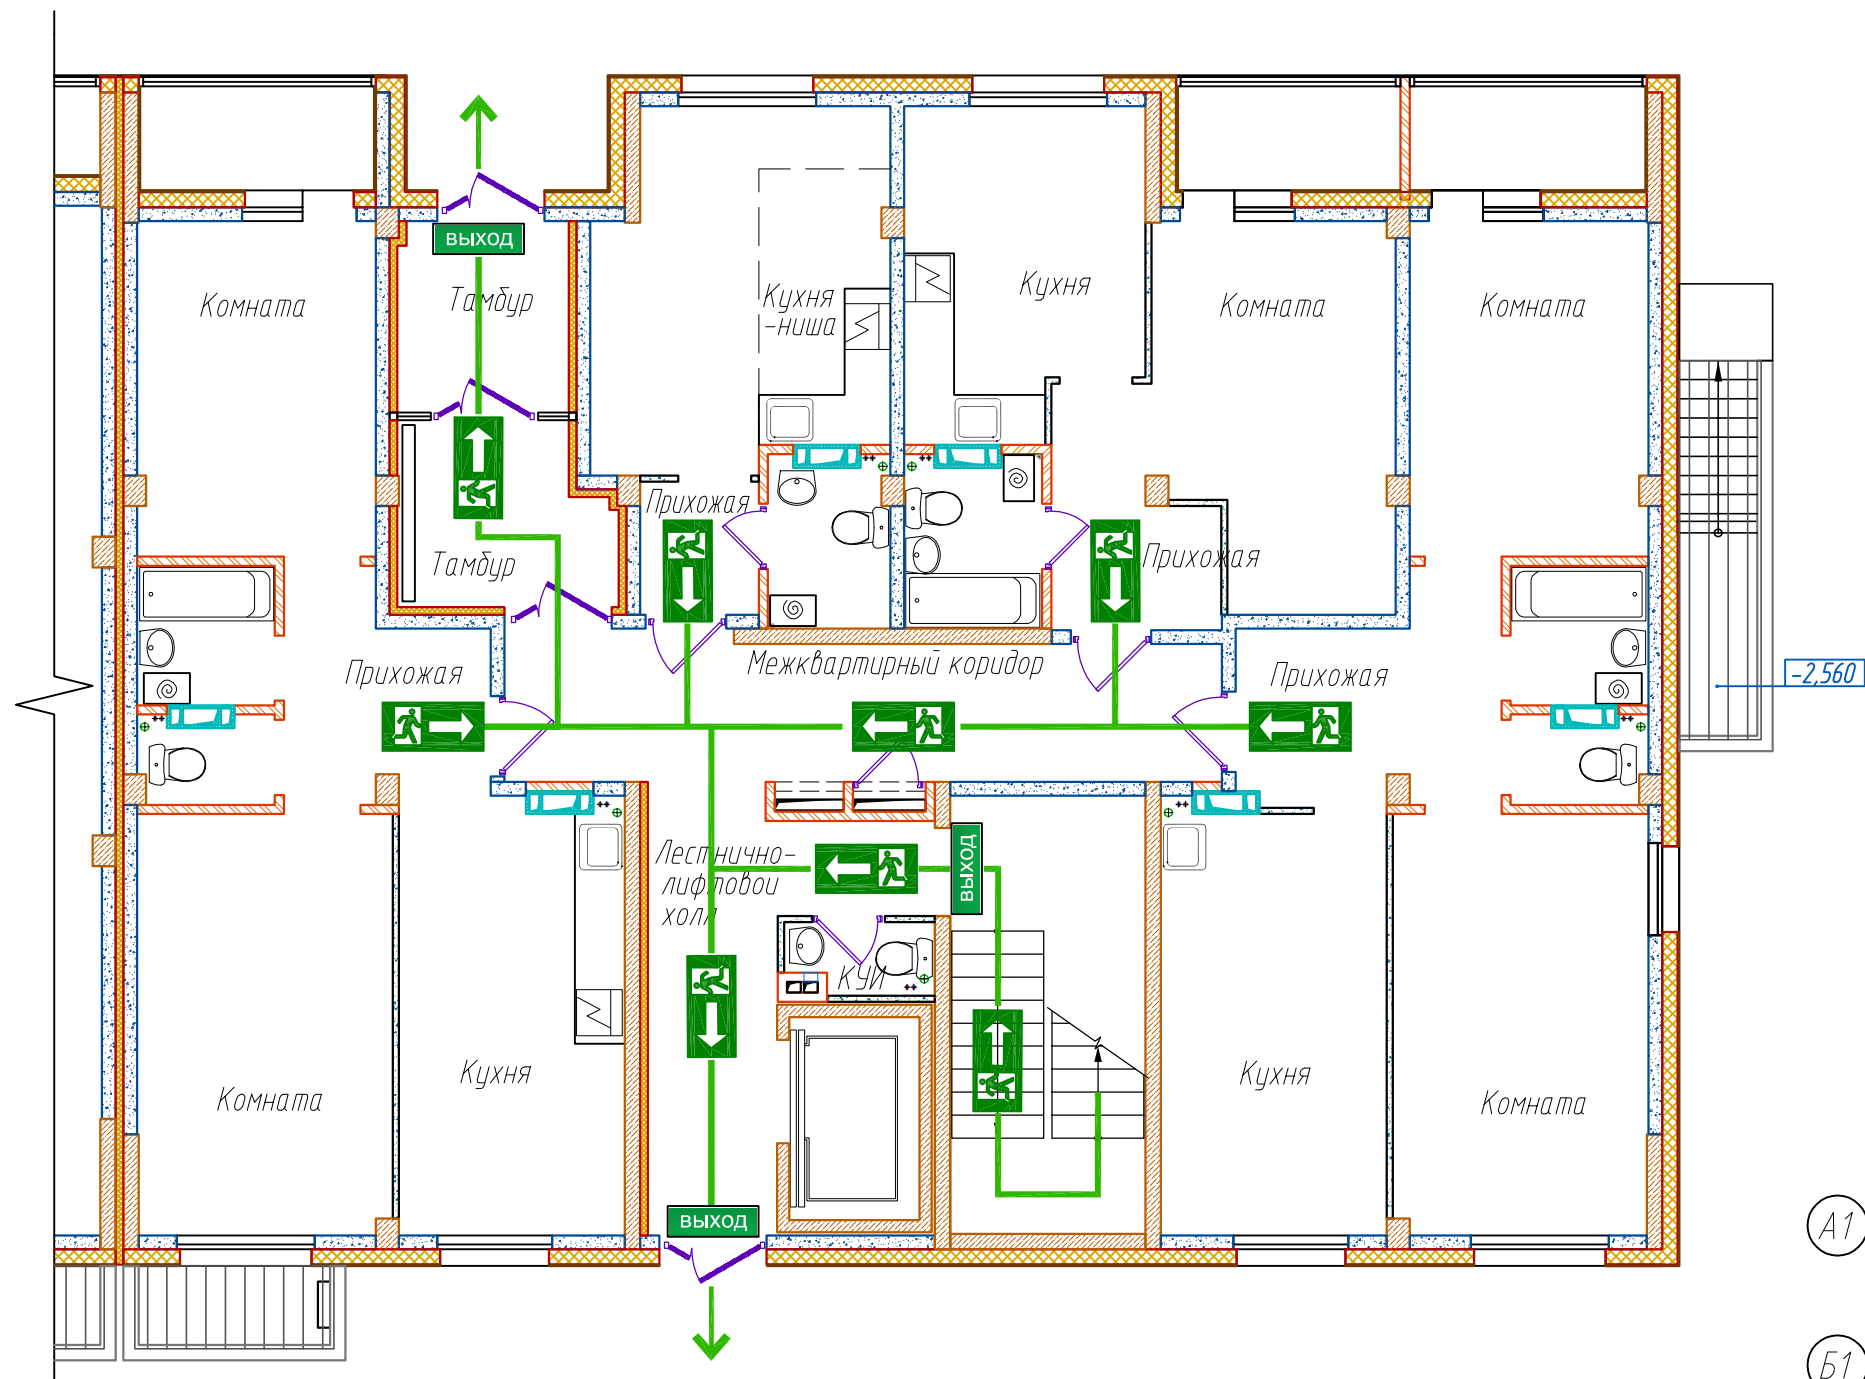 ВЫХОД
Комната
Тамбур
Кухня
-ниша
Кухня
Комната
Комната
Прихожая
Тамбур
Прихожая
Прихожая
Межквартирный коридор
Прихожая
-2,560
Лестнично-
лифтовой
холл
ВЫХОД
КУИ
Комната
Кухня
Кухня
Комната
ВЫХОД
А1
Б1